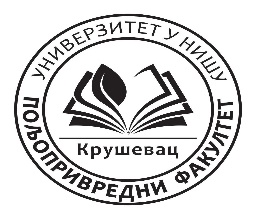 УНИВЕРЗИТЕТ У НИШУ
Крушевац
ПОЉОПРИВРЕДНИ ФАКУЛТЕТ